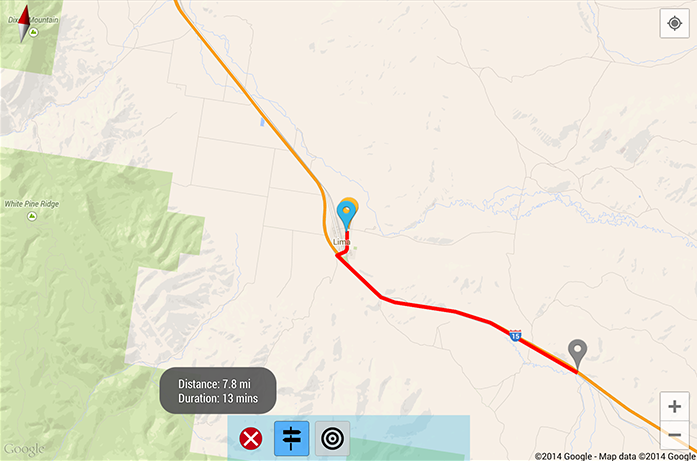 Dixon Mountain
White Pine Ridge
Lima
15
Distance: 7.8 mi
Duration: 13 mins
+
−
Google
©2014 Google - Map data ©2014 Google